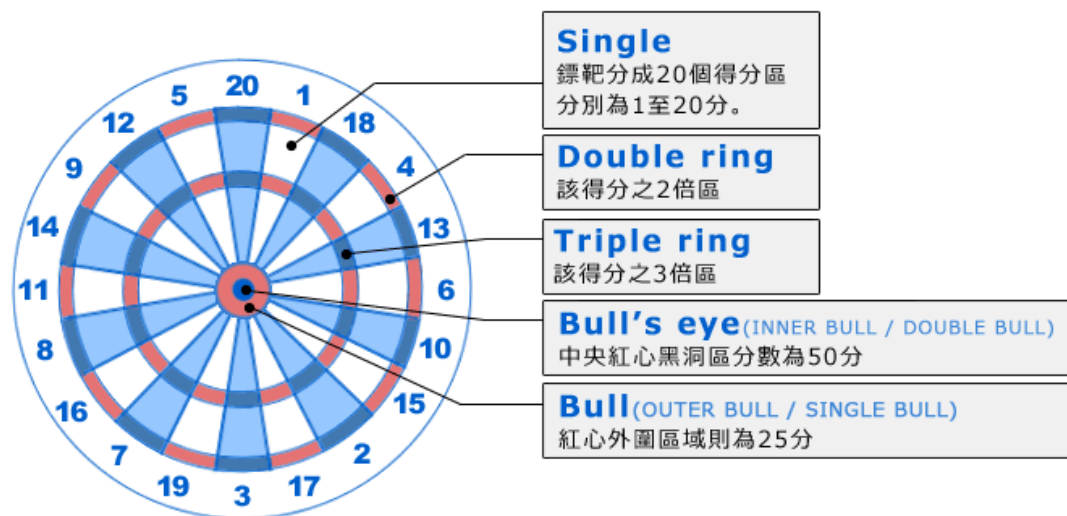 Single
鏢靶分成20個得分區
分別為1至20分。
Double ring
該得分之2倍區
Triple ring
該得分之3倍區
Bull’s eye(INNER BULL / DOUBLE BULL)
中央紅心黑洞區分數為50分
Bull(OUTER BULL / SINGLE BULL)
紅心外圍區域則為25分
20
1
18
4
13
6
10
15
2
17
3
19
7
16
8
11
14
9
12
5